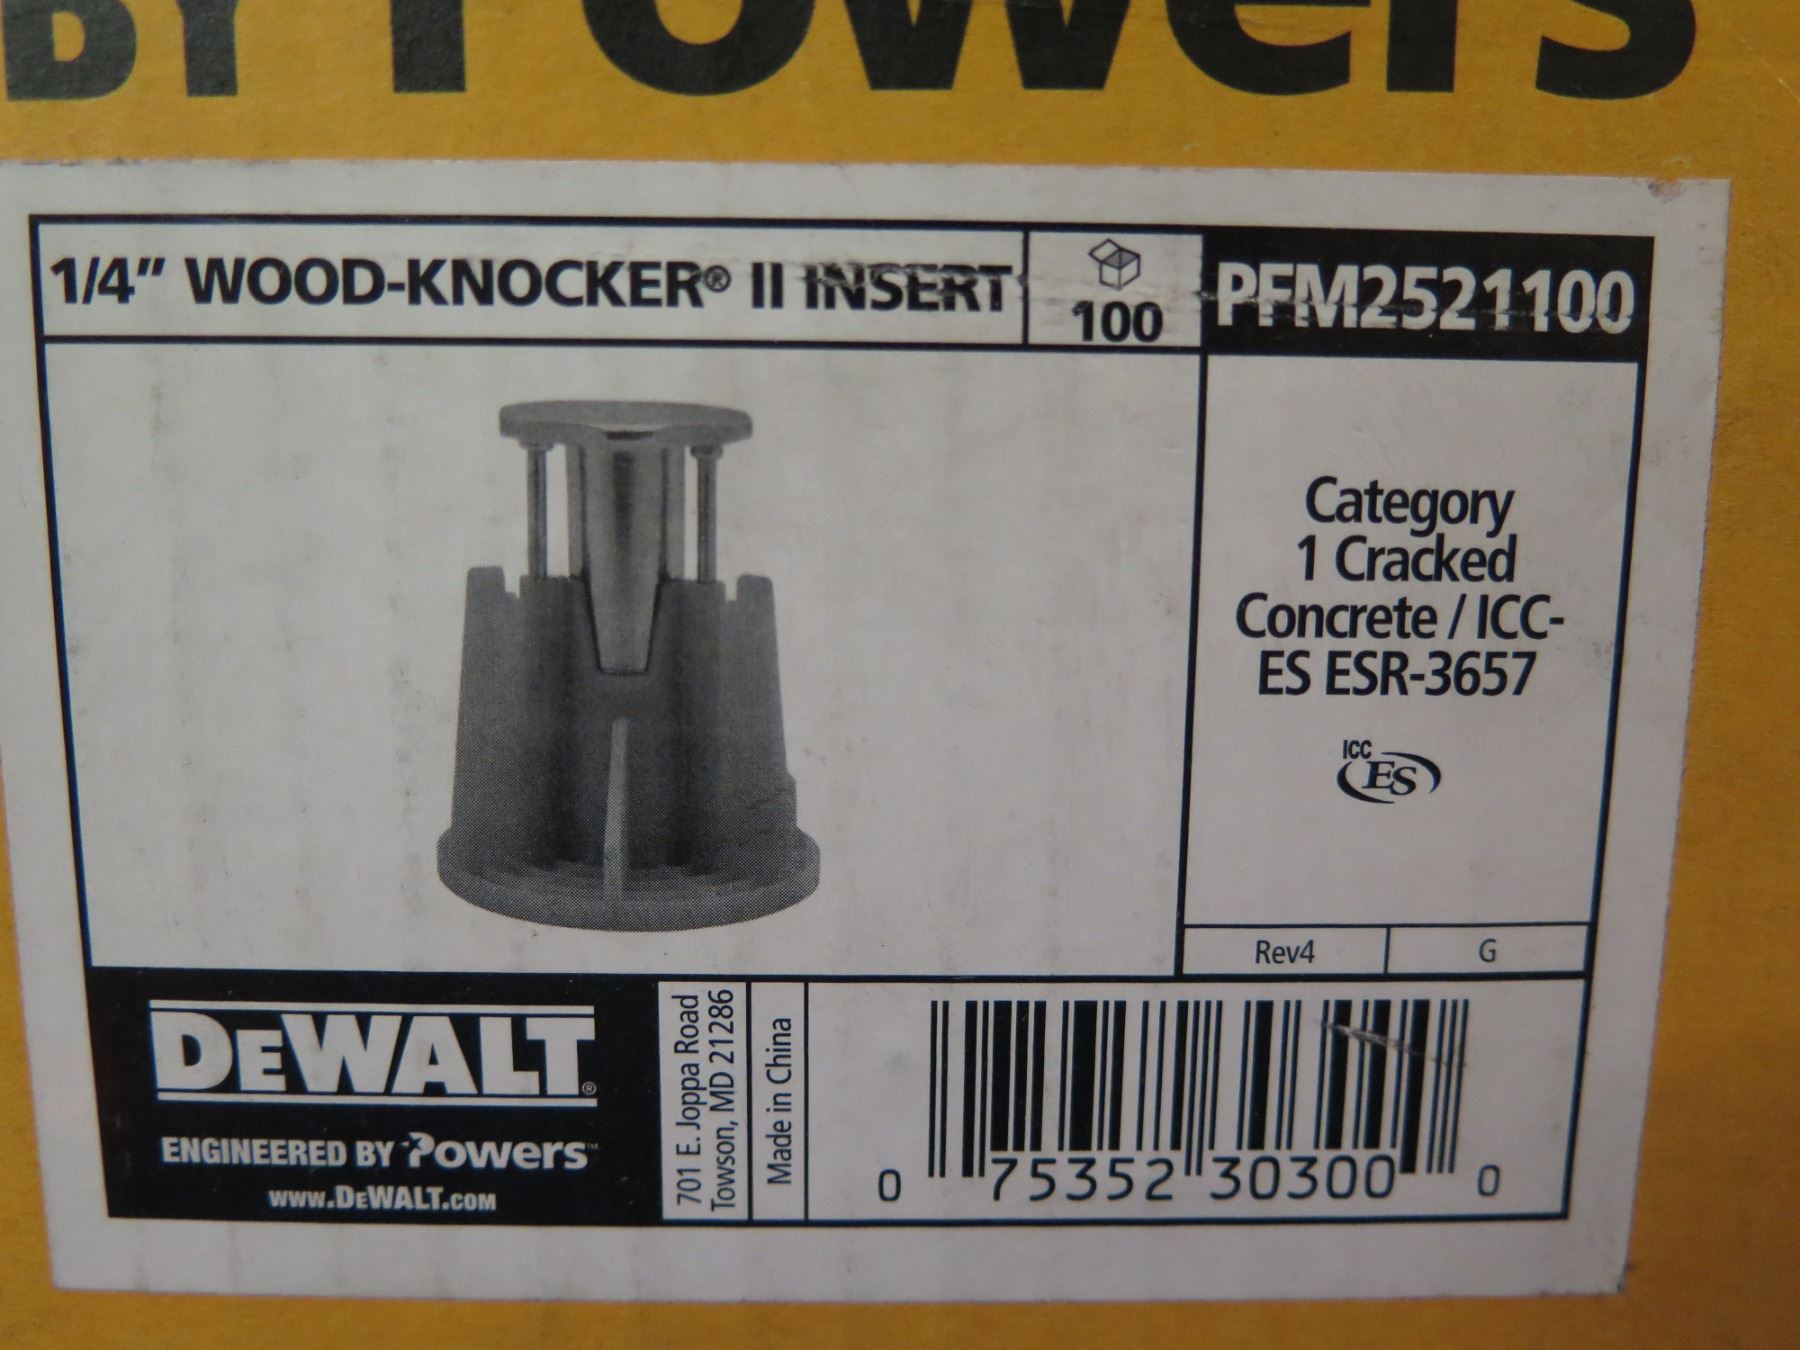 BY Powers
1/4" WOOD-KNOCKER® II INSERT
100
PFM2521100
Category
1 Cracked
Concrete / ICC-
ES ESR-3657
ICC
ES
Rev4
G
DEWALT®
ENGINEERED BY Powers™
www.DEWALT.com
701 E. Joppa Road
Towson, MD 21286
Made in China
0 75352 30300 0